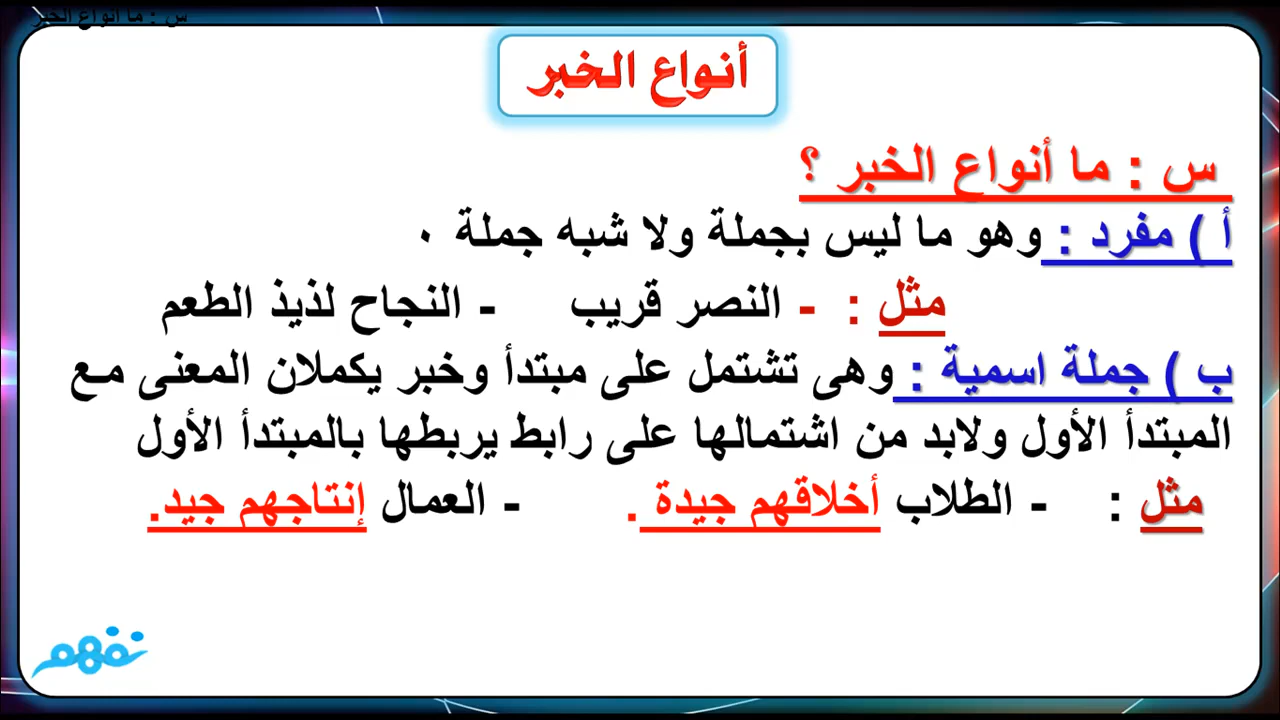 س : ما أنواع الخبر
أنواع الخبر
س : ما أنواع الخبر ؟
أ ) مفرد : وهو ما ليس بجملة ولا شبه جملة ٠
مثل : - النصر قريب - النجاح لذيذ الطعم
ب ) جملة اسمية : وهى تشتمل على مبتدأ وخبر يكملان المعنى مع
المبتدأ الأول ولابد من اشتمالها على رابط يربطها بالمبتدأ الأول
مثل : - الطلاب أخلاقهم جيدة . - العمال إنتاجهم جيد.
نفهم